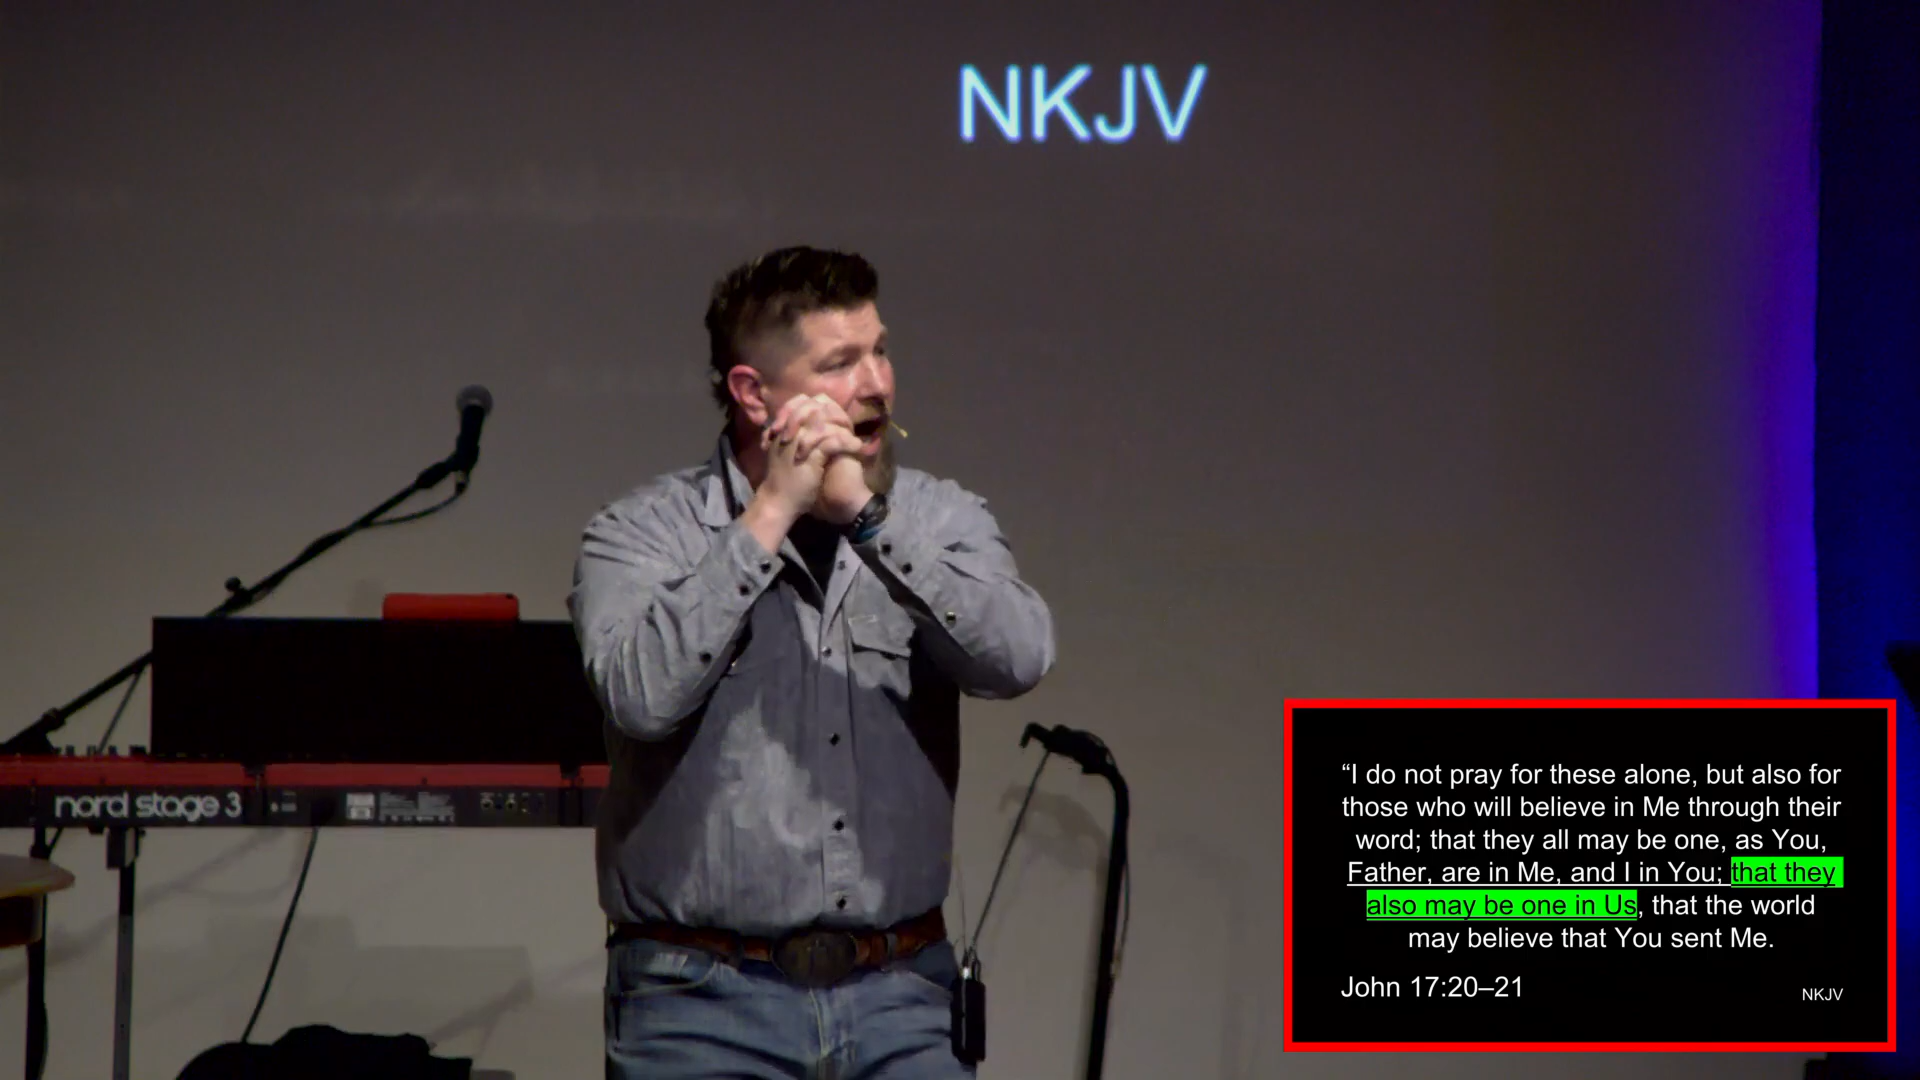 NKJV
nord stage 3
“I do not pray for these alone, but also for
those who will believe in Me through their
word; that they all may be one, as You,
Father, are in Me, and I in You; that they
also may be one in Us, that the world
may believe that You sent Me.
John 17:20–21
NKJV